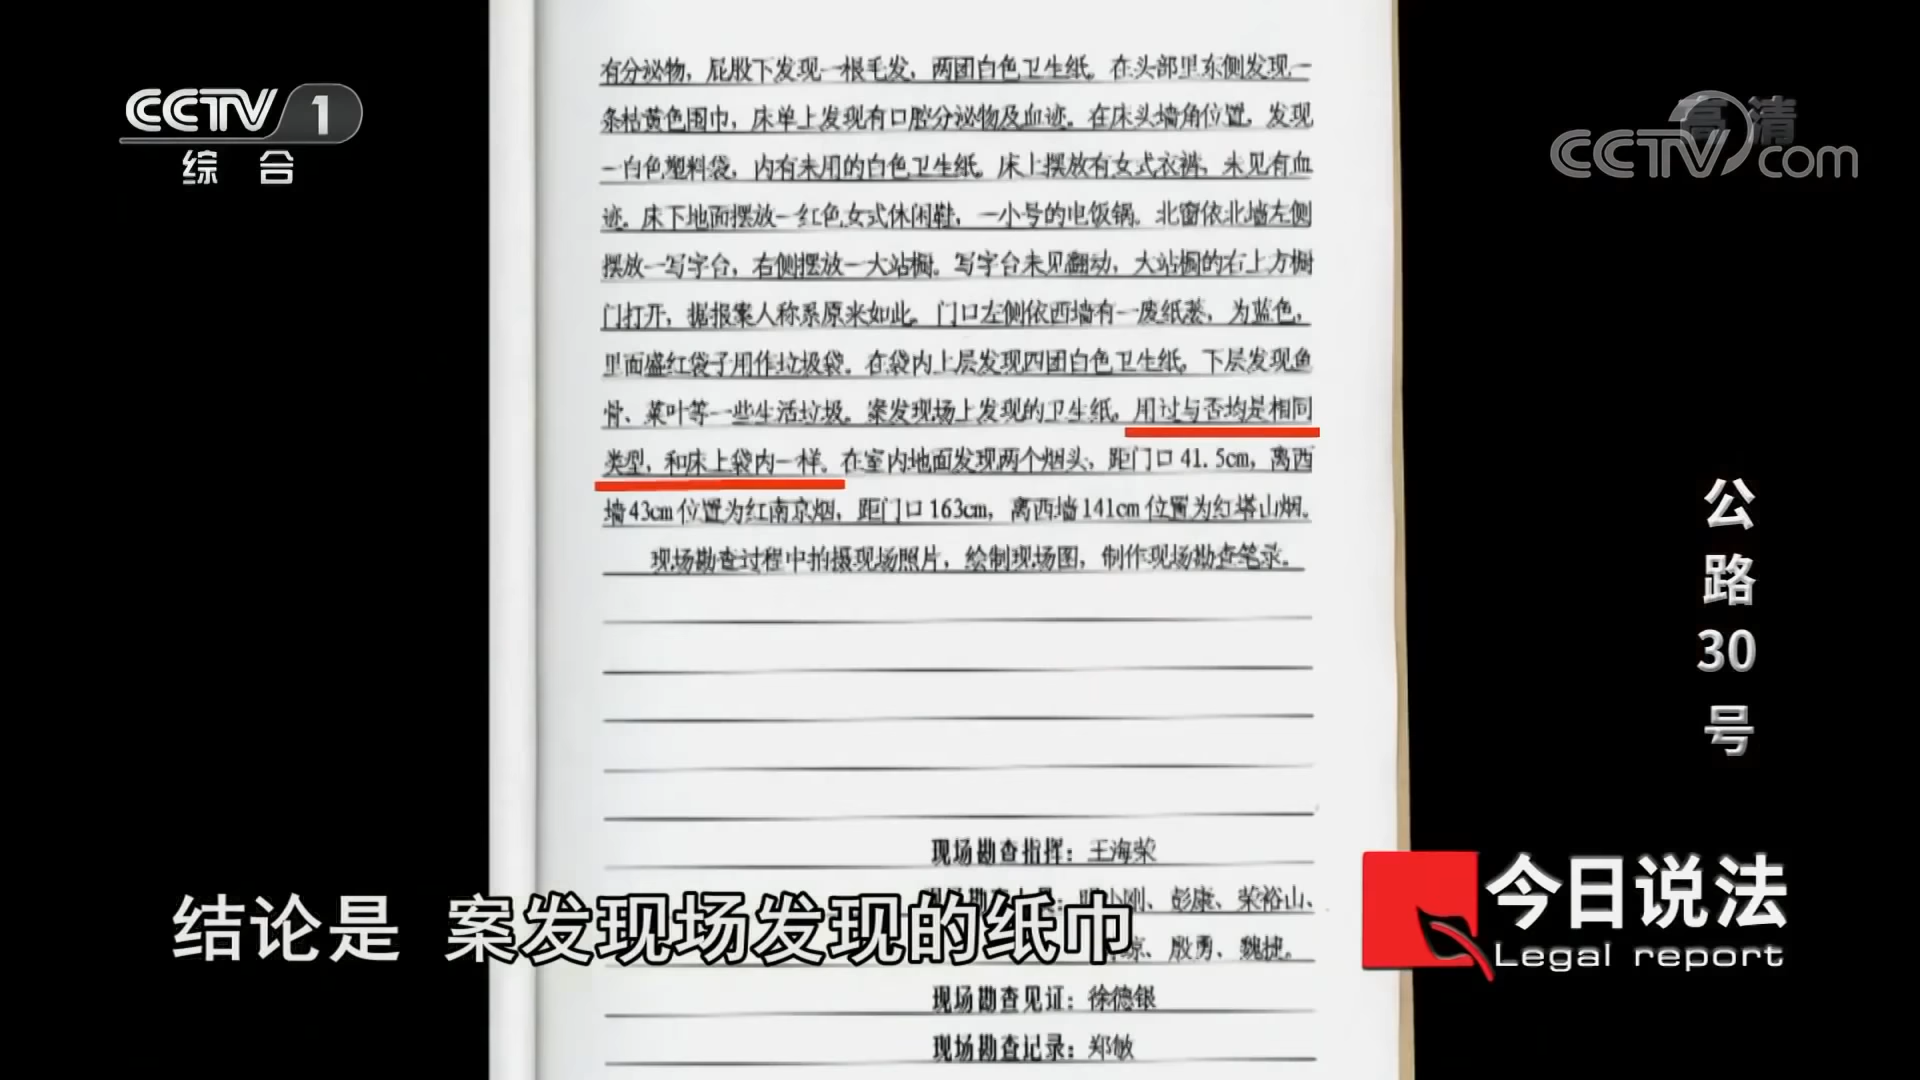 CCTV 1
综 合
高清
CCTV.com
有分泌物，屁股下发现一根毛发，两团白色卫生纸。在头部里东侧发现一
条桔黄色围巾，床单上发现有口腔分泌物及血迹。在床头墙角位置，发现
一白色塑料袋，内有未用的白色卫生纸。床上摆放有女式衣裤，未见有血
迹。床下地面摆放一红色女式休闲鞋，一小号的电饭锅。北窗依北墙左侧
摆放一写字台，右侧摆放一大站橱。写字台未见翻动，大站橱的右上方橱
门打开，据报案人称系原来如此。门口左侧依西墙有一废纸篓，为蓝色，
里面盛红袋子用作垃圾袋。在袋内上层发现四团白色卫生纸，下层发现鱼
骨、菜叶等一些生活垃圾。案发现场上发现的卫生纸，用过与否均是相同
类型，和床上袋内一样。在室内地面发现两个烟头，距门口41.5cm，离西
墙43cm位置为红南京烟，距门口163cm，离西墙141cm位置为红塔山烟。
现场勘查过程中拍摄现场照片，绘制现场图，制作现场勘查笔录。
现场勘查指挥：王海荣
小刚、彭康、荣裕山、
琼、殷勇、魏捷。
现场勘查见证：徐德银
现场勘查记录：郑敏
结论是 案发现场发现的纸巾
公路30号
今日说法
Legal report